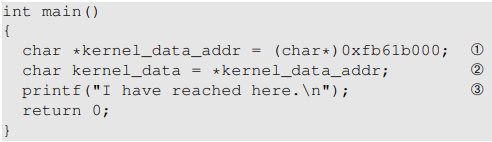 int main()
{
  char *kernel_data_addr = (char*)0xfb61b000;  ①
  char kernel_data = *kernel_data_addr;  ②
  printf("I have reached here.\n");  ③
  return 0;
}